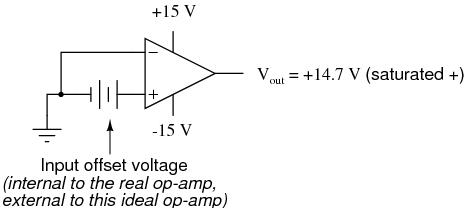 +15 V
−
Vout = +14.7 V (saturated +)
+
-15 V
Input offset voltage
(internal to the real op-amp,
external to this ideal op-amp)